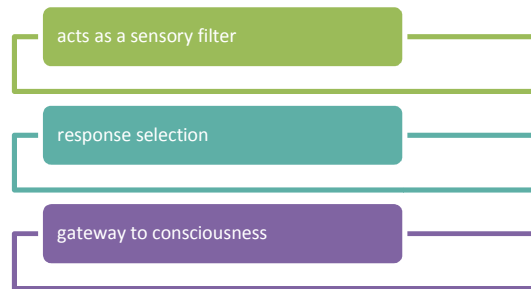 acts as a sensory filter
response selection
gateway to consciousness